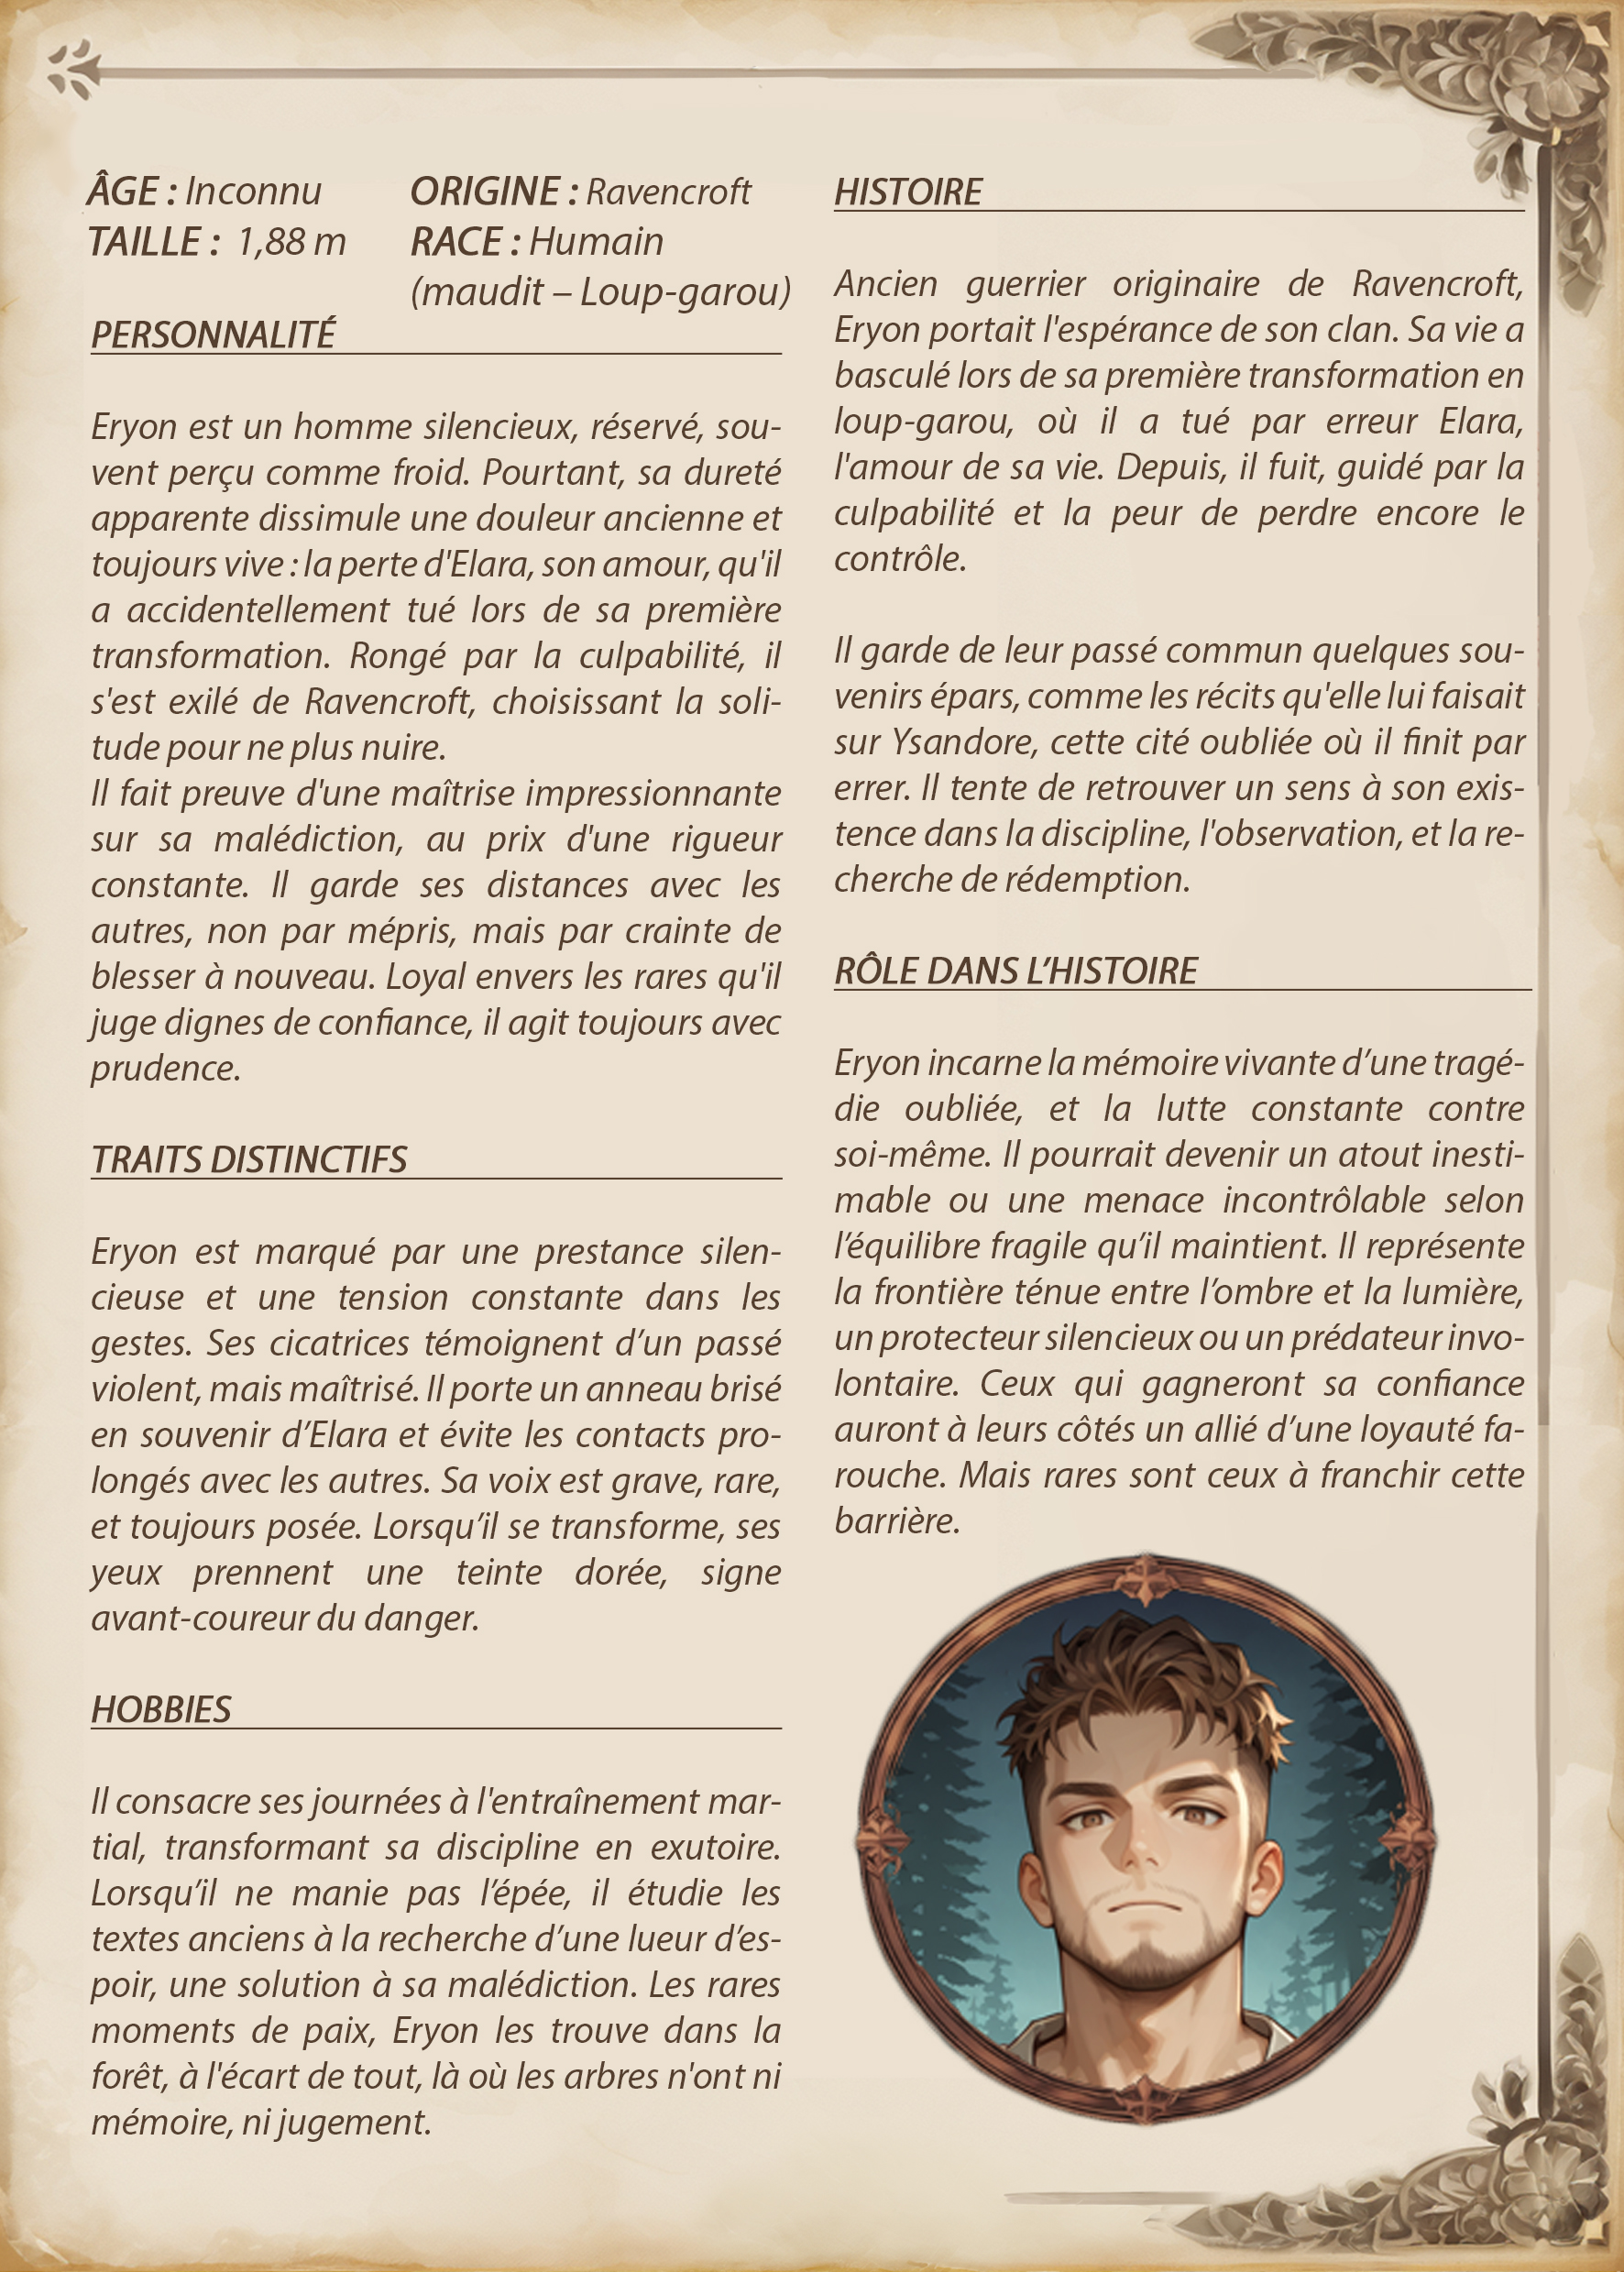 ÂGE : Inconnu
TAILLE : 1,88 m
ORIGINE : Ravencroft
RACE : Humain
(maudit – Loup-garou)
PERSONNALITÉ
Eryon est un homme silencieux, réservé, sou-
vent perçu comme froid. Pourtant, sa dureté
apparente dissimule une douleur ancienne et
toujours vive : la perte d'Elara, son amour, qu'il
a accidentellement tué lors de sa première
transformation. Rongé par la culpabilité, il
s'est exilé de Ravencroft, choisissant la soli-
tude pour ne plus nuire.
Il fait preuve d'une maîtrise impressionnante
sur sa malédiction, au prix d'une rigueur
constante. Il garde ses distances avec les
autres, non par mépris, mais par crainte de
blesser à nouveau. Loyal envers les rares qu'il
juge dignes de confiance, il agit toujours avec
prudence.
TRAITS DISTINCTIFS
Eryon est marqué par une prestance silen-
cieuse et une tension constante dans les
gestes. Ses cicatrices témoignent d’un passé
violent, mais maîtrisé. Il porte un anneau brisé
en souvenir d’Elara et évite les contacts pro-
longés avec les autres. Sa voix est grave, rare,
et toujours posée. Lorsqu’il se transforme, ses
yeux prennent une teinte dorée, signe
avant-coureur du danger.
HOBBIES
Il consacre ses journées à l'entraînement mar-
tial, transformant sa discipline en exutoire.
Lorsqu’il ne manie pas l’épée, il étudie les
textes anciens à la recherche d’une lueur d’es-
poir, une solution à sa malédiction. Les rares
moments de paix, Eryon les trouve dans la
forêt, à l'écart de tout, là où les arbres n'ont ni
mémoire, ni jugement.
HISTOIRE
Ancien guerrier originaire de Ravencroft,
Eryon portait l'espérance de son clan. Sa vie a
basculé lors de sa première transformation en
loup-garou, où il a tué par erreur Elara,
l'amour de sa vie. Depuis, il fuit, guidé par la
culpabilité et la peur de perdre encore le
contrôle.
Il garde de leur passé commun quelques sou-
venirs épars, comme les récits qu'elle lui faisait
sur Ysandore, cette cité oubliée où il finit par
errer. Il tente de retrouver un sens à son exis-
tence dans la discipline, l'observation, et la re-
cherche de rédemption.
RÔLE DANS L’HISTOIRE
Eryon incarne la mémoire vivante d’une tragé-
die oubliée, et la lutte constante contre
soi-même. Il pourrait devenir un atout inesti-
mable ou une menace incontrôlable selon
l’équilibre fragile qu’il maintient. Il représente
la frontière ténue entre l’ombre et la lumière,
un protecteur silencieux ou un prédateur invo-
lontaire. Ceux qui gagneront sa confiance
auront à leurs côtés un allié d’une loyauté fa-
rouche. Mais rares sont ceux à franchir cette
barrière.